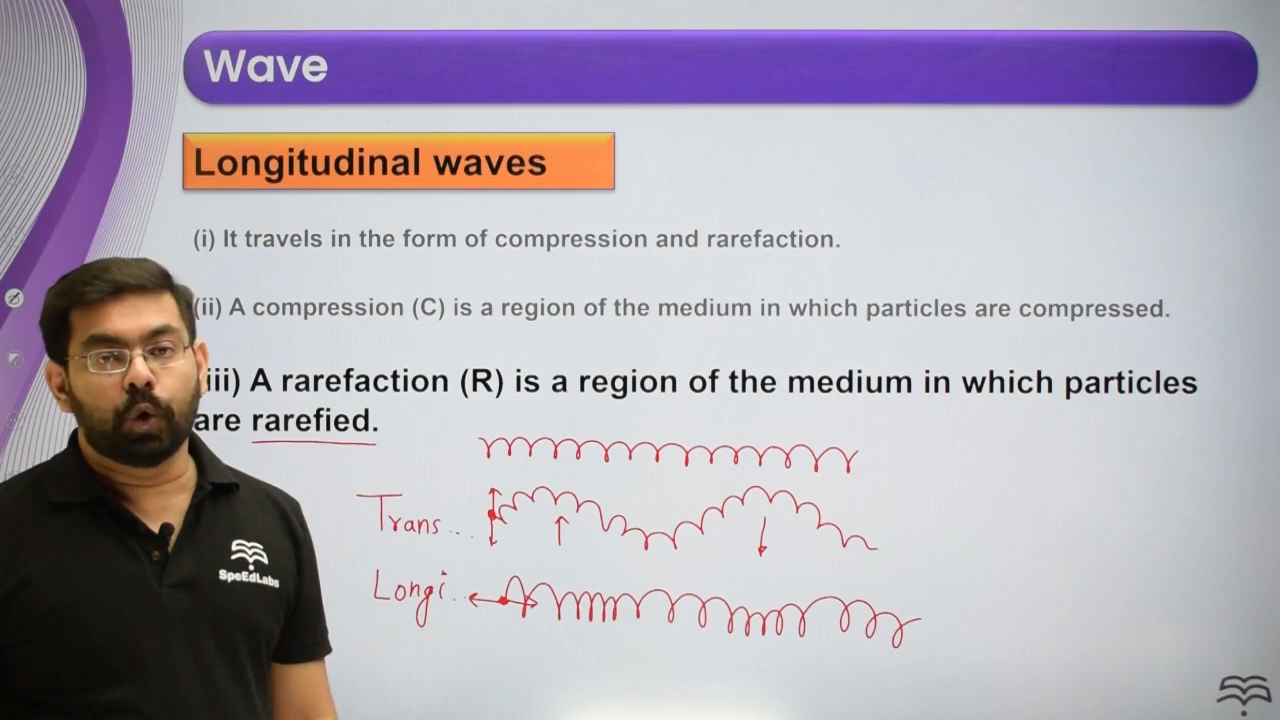 Wave
Longitudinal waves
(i) It travels in the form of compression and rarefaction.
(ii) A compression (C) is a region of the medium in which particles are compressed.
iii) A rarefaction (R) is a region of the medium in which particles
are rarefied.
Trans...
Longi...
SpeEdLabs